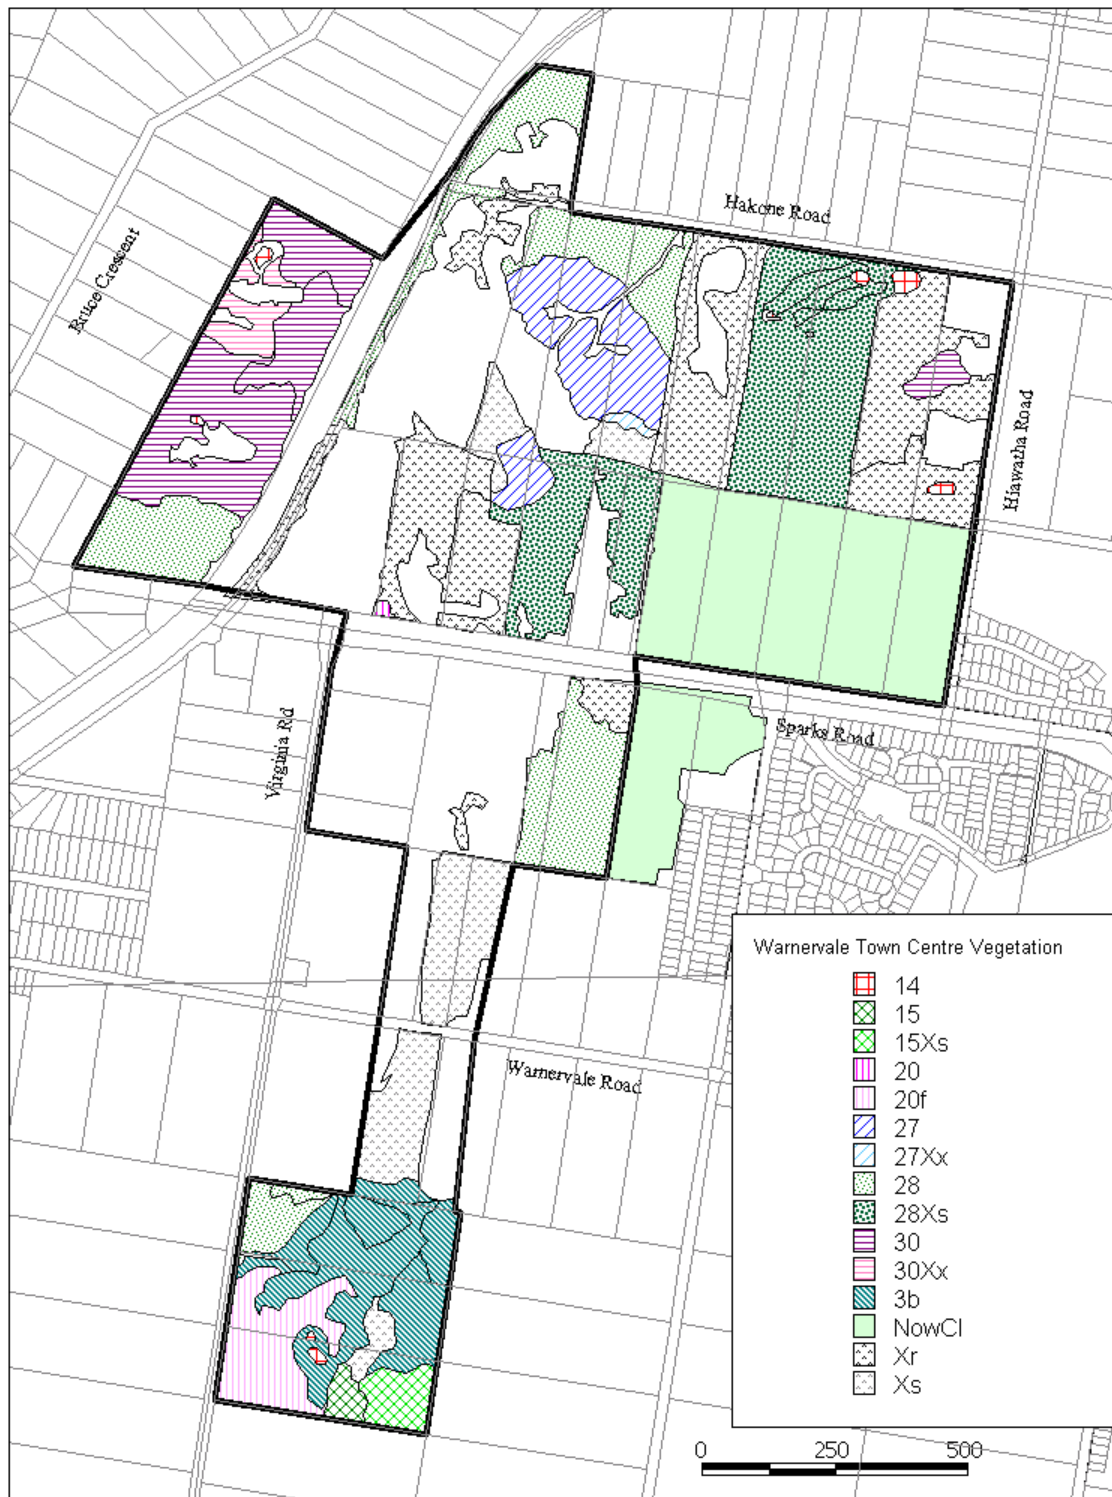 Hakone Road
Bruce Crescent
Hiawatha Road
Sparks Road
Virginia Rd
Warnervale Town Centre Vegetation
14
15
15Xs
20
20f
27
27Xx
28
28Xs
30
30Xx
3b
NowCl
Xr
Xs
Warnervale Road
0 250 500